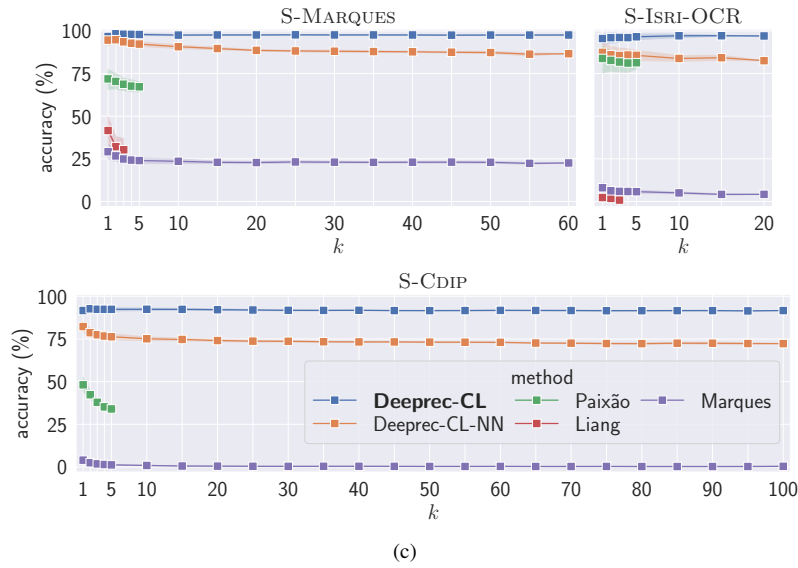 S-MARQUES
S-ISRI-OCR
100
75
50
25
0
accuracy (%)
1 5 10 20 30 40 50 60
k
1 5 10 20
k
S-CDIP
100
75
50
25
0
accuracy (%)
method
Deeprec-CL Paixão Marques
Deeprec-CL-NN Liang
1 5 10 20 30 40 50 60 70 80 90 100
k
(c)